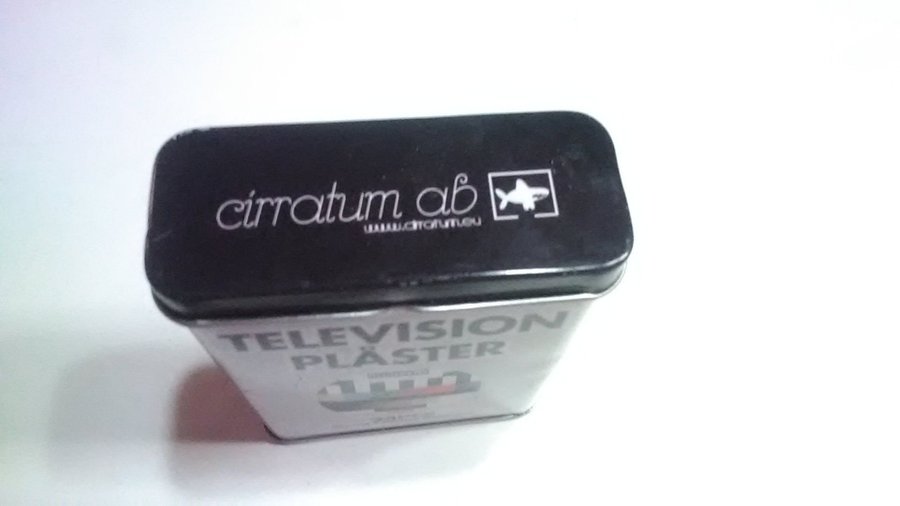 cirratum ab
www.cirratum.eu
TELEVISION
PLÅSTER